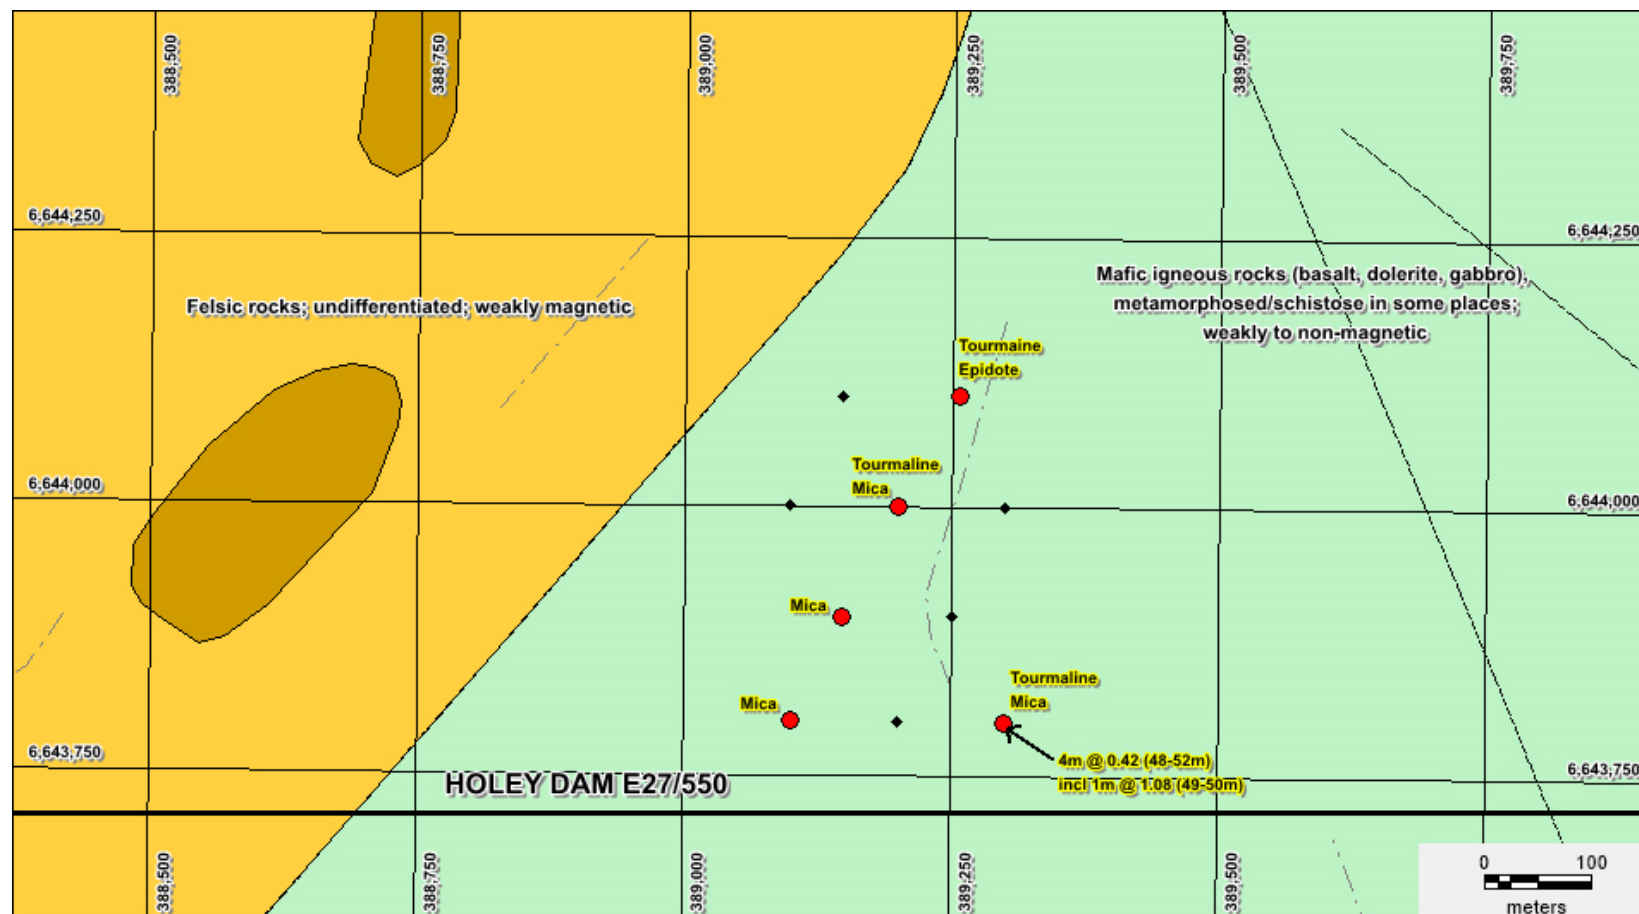 388,500
388,750
389,000
389,250
389,500
389,750
6,644,250
6,644,250
Felsic rocks; undifferentiated; weakly magnetic
Mafic igneous rocks (basalt, dolerite, gabbro),
metamorphosed/schistose in some places;
weakly to non-magnetic
Tourmaine
Epidote
Tourmaline
Mica
6,644,000
6,644,000
Mica
Tourmaline
Mica
Mica
4m @ 0.42 (48-52m)
incl 1m @ 1.08 (49-50m)
6,643,750
6,643,750
HOLEY DAM E27/550
388,500
388,750
389,000
389,250
389,500
0 100
meters